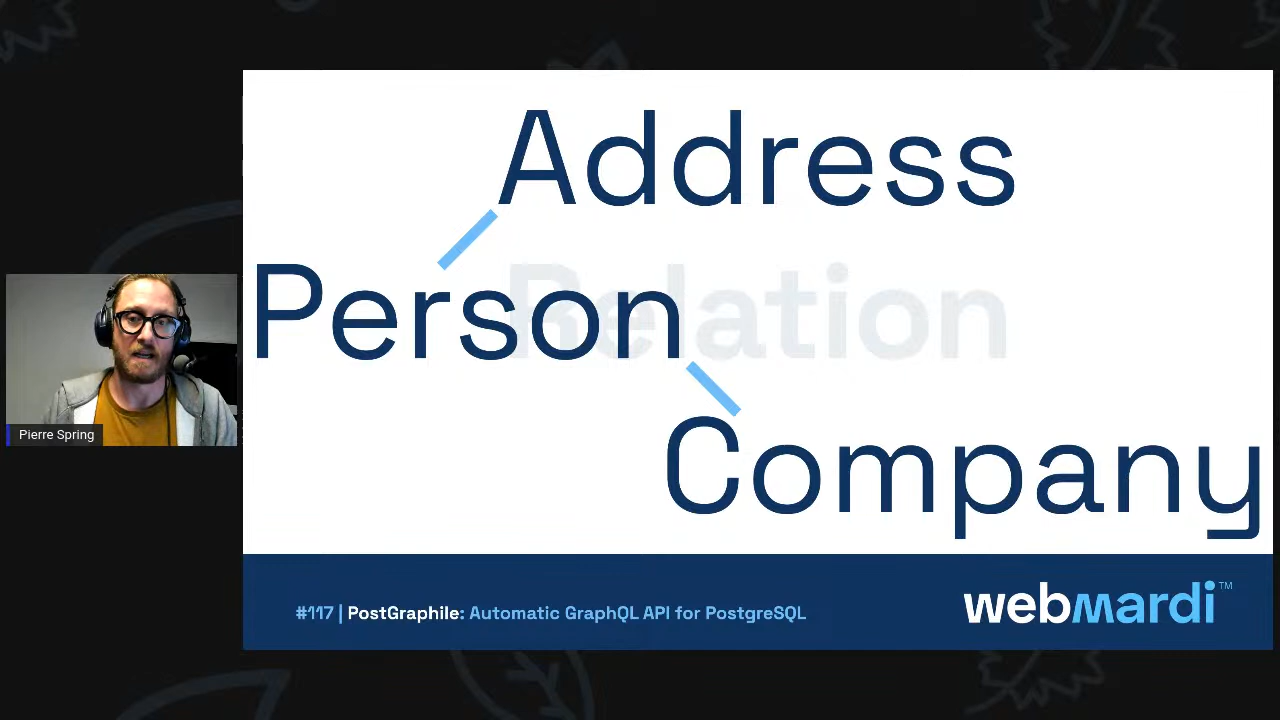 Address
Relation
Person
Company
Pierre Spring
#117 | PostGraphile: Automatic GraphQL API for PostgreSQL
webmardi™